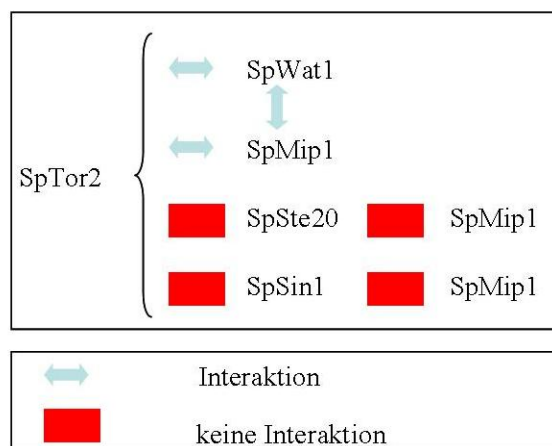 SpWat1
SpMip1
SpTor2
SpSte20 SpMip1
SpSin1 SpMip1
Interaktion
keine Interaktion